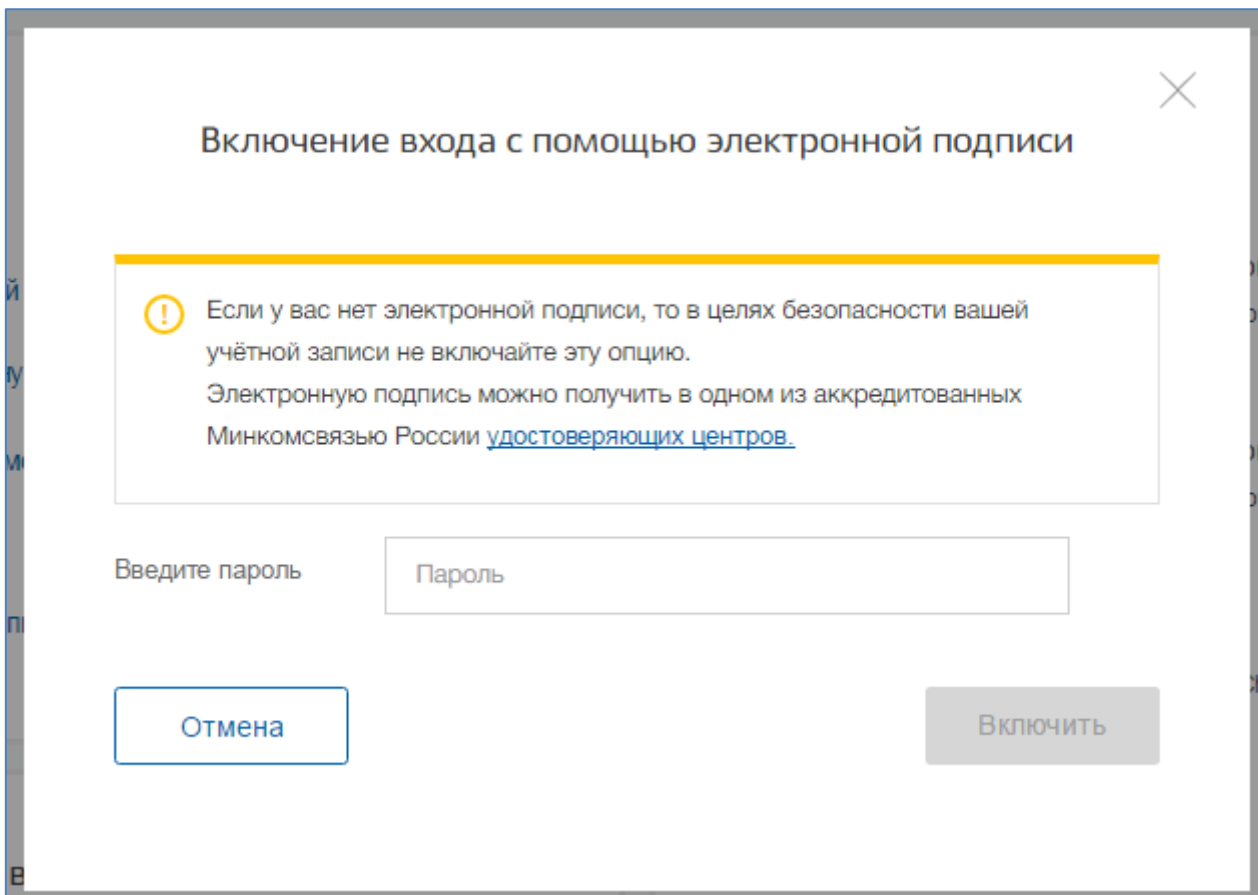 Включение входа с помощью электронной подписи
Если у вас нет электронной подписи, то в целях безопасности вашей
учётной записи не включайте эту опцию.
Электронную подпись можно получить в одном из аккредитованных
Минкомсвязью России удостоверяющих центров.
Введите пароль
Пароль
Отмена
Включить